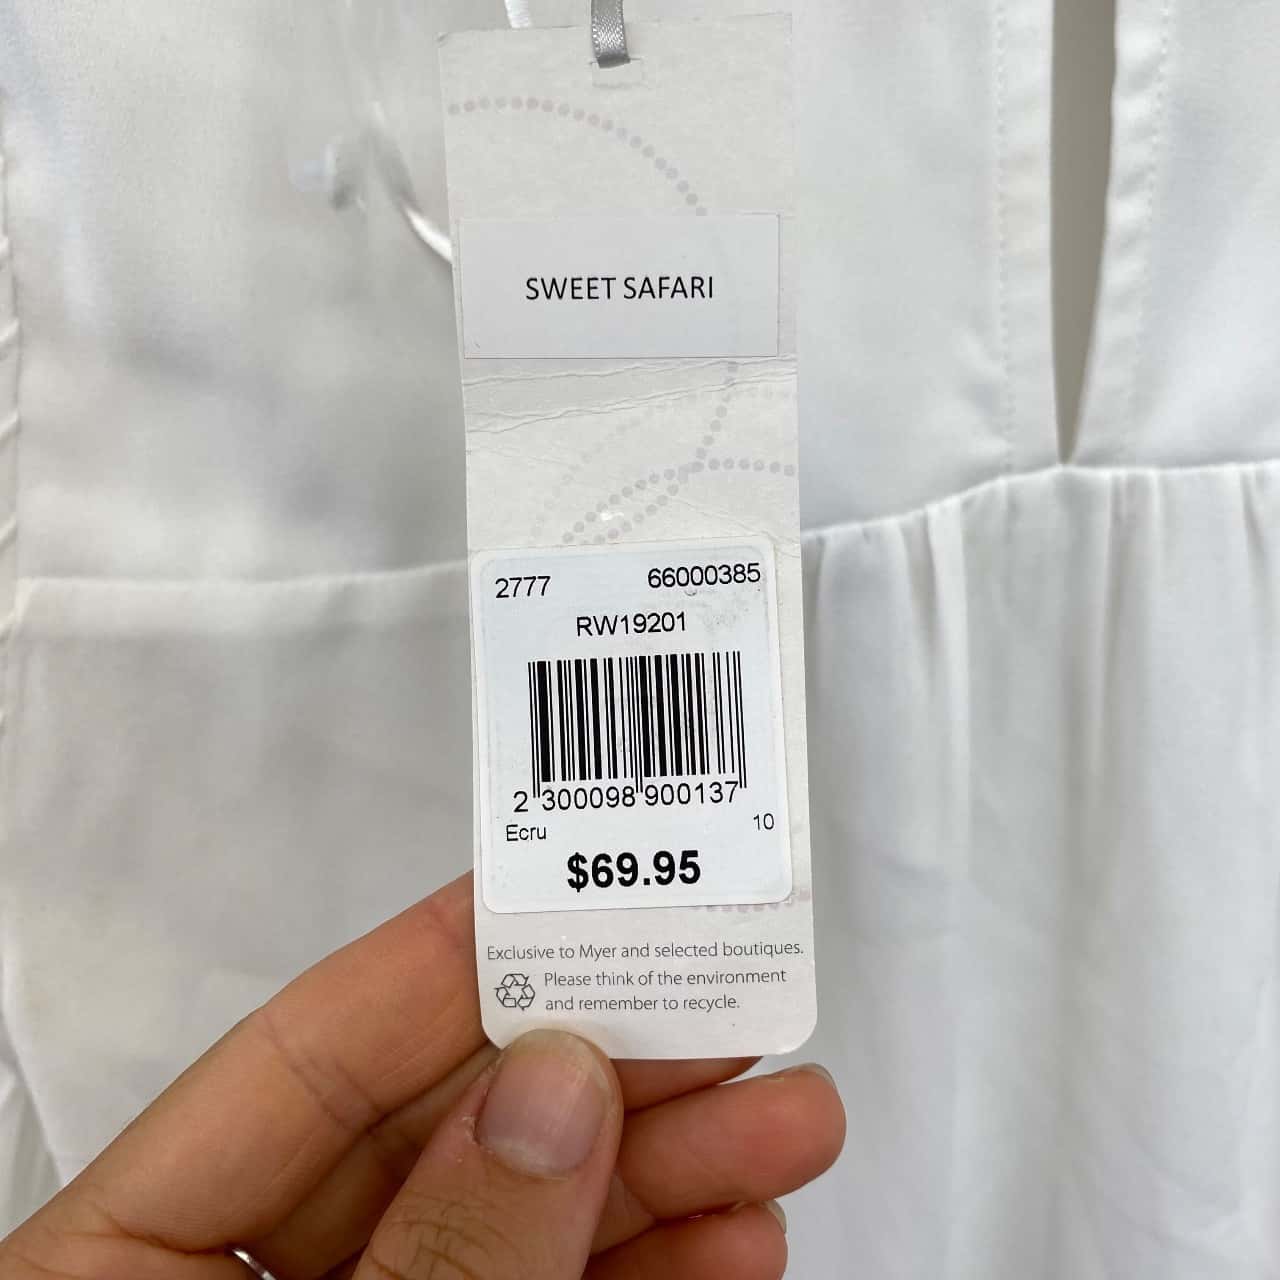 SWEET SAFARI
2777 66000385
RW19201
2 300098 900137
Ecru 10
$69.95
Exclusive to Myer and selected boutiques.
Please think of the environment
and remember to recycle.